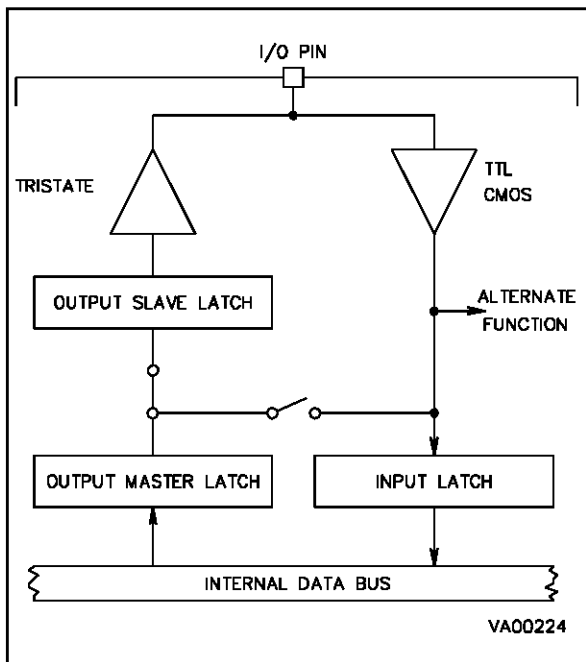 I/O PIN
TRISTATE
TTL
CMOS
OUTPUT SLAVE LATCH
ALTERNATE
FUNCTION
OUTPUT MASTER LATCH
INPUT LATCH
INTERNAL DATA BUS
VA00224